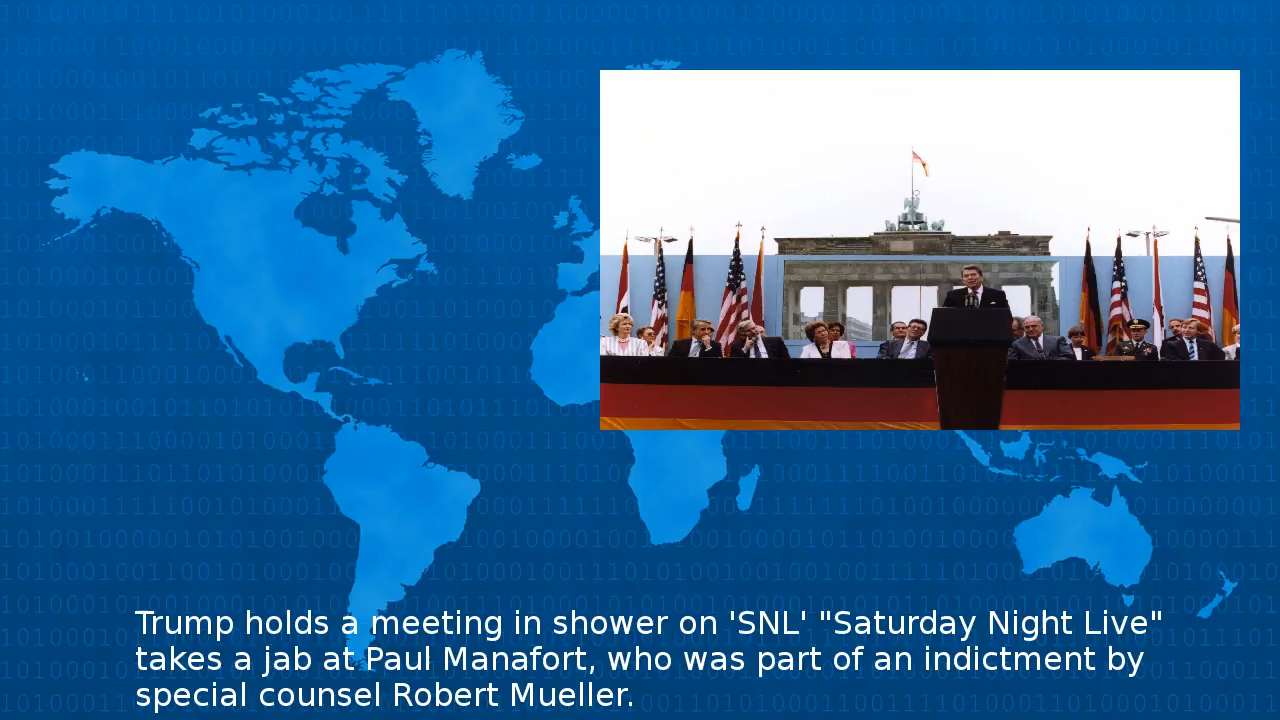 Trump holds a meeting in shower on 'SNL' "Saturday Night Live"
takes a jab at Paul Manafort, who was part of an indictment by
special counsel Robert Mueller.